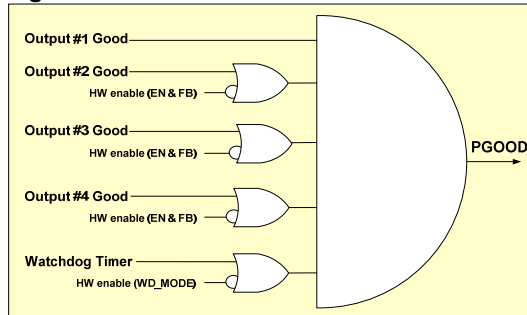 Output #1 Good
Output #2 Good
HW enable (EN & FB)
Output #3 Good
HW enable (EN & FB)
PGOOD
Output #4 Good
HW enable (EN & FB)
Watchdog Timer
HW enable (WD_MODE)